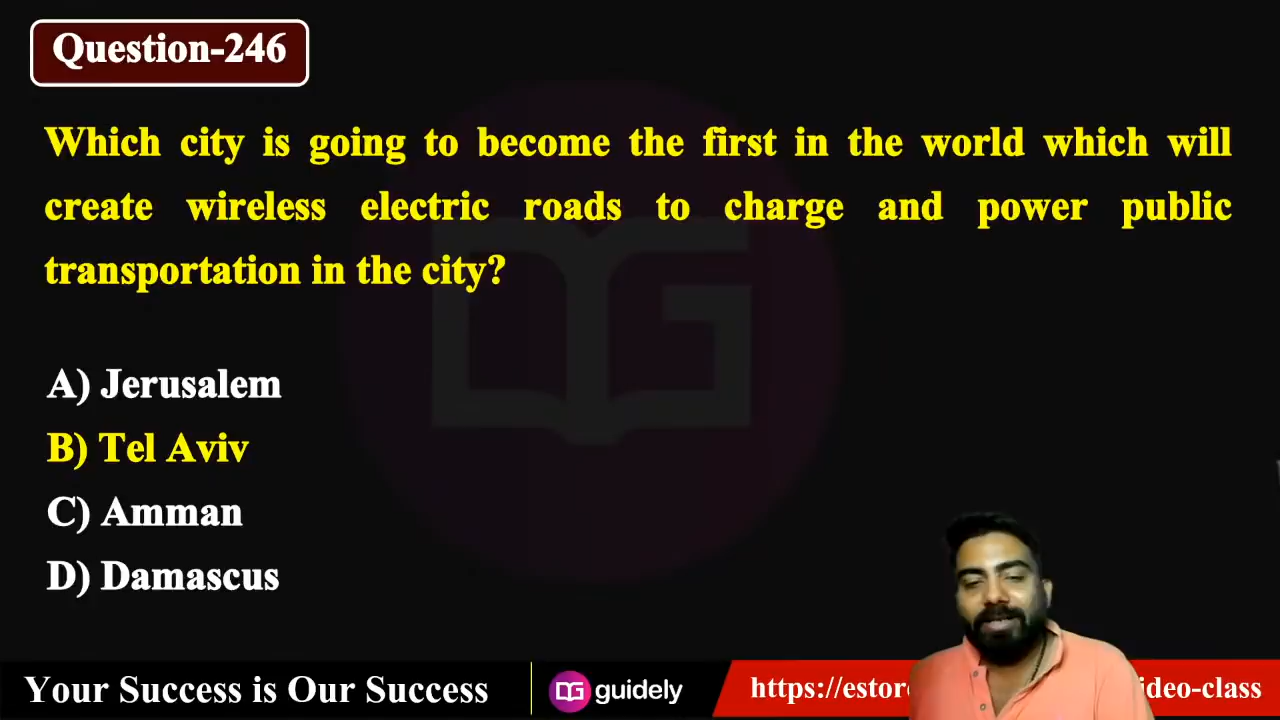 Question-246
Which city is going to become the first in the world which will
create wireless electric roads to charge and power public
transportation in the city?
A) Jerusalem
B) Tel Aviv
C) Amman
D) Damascus
Your Success is Our Success
guidely
https://estor
ideo-class